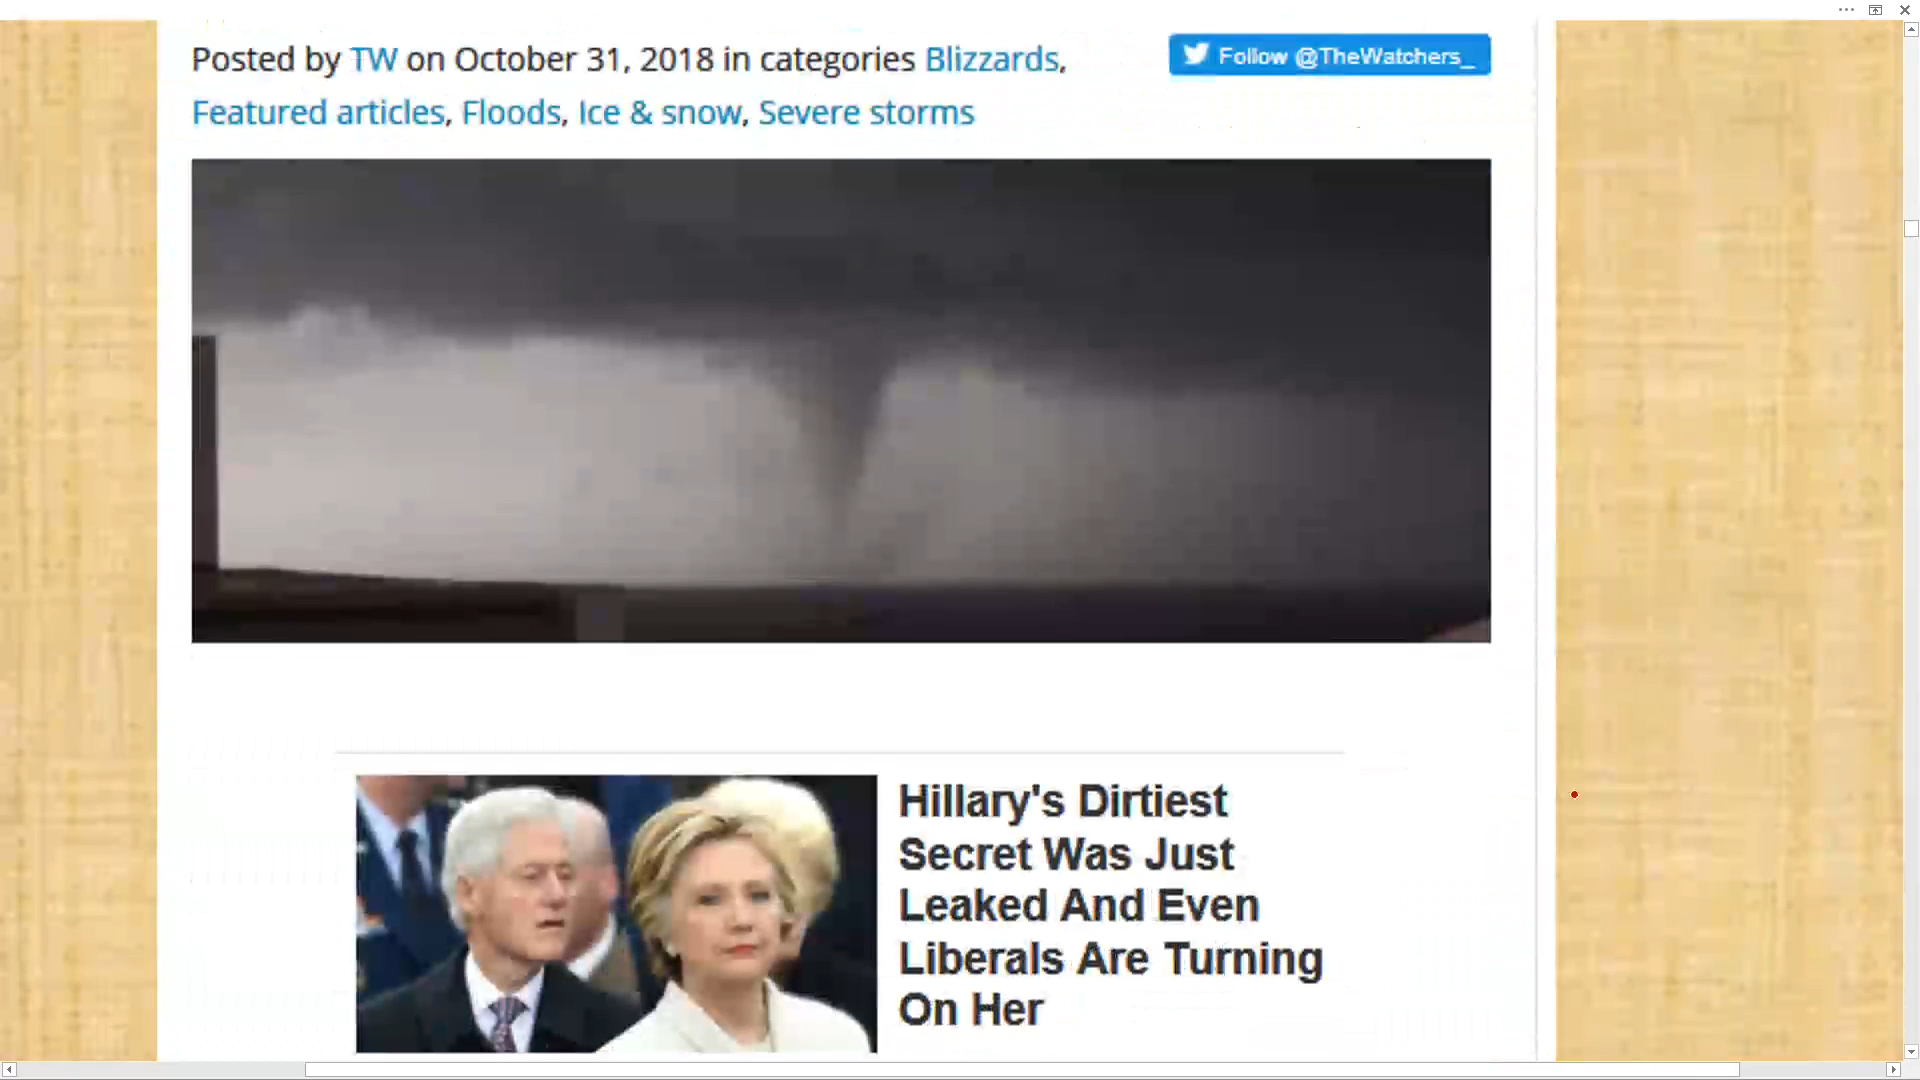 Posted by TW on October 31, 2018 in categories Blizzards,
Featured articles, Floods, Ice & snow, Severe storms
Follow @TheWatchers_
Hillary's Dirtiest
Secret Was Just
Leaked And Even
Liberals Are Turning
On Her